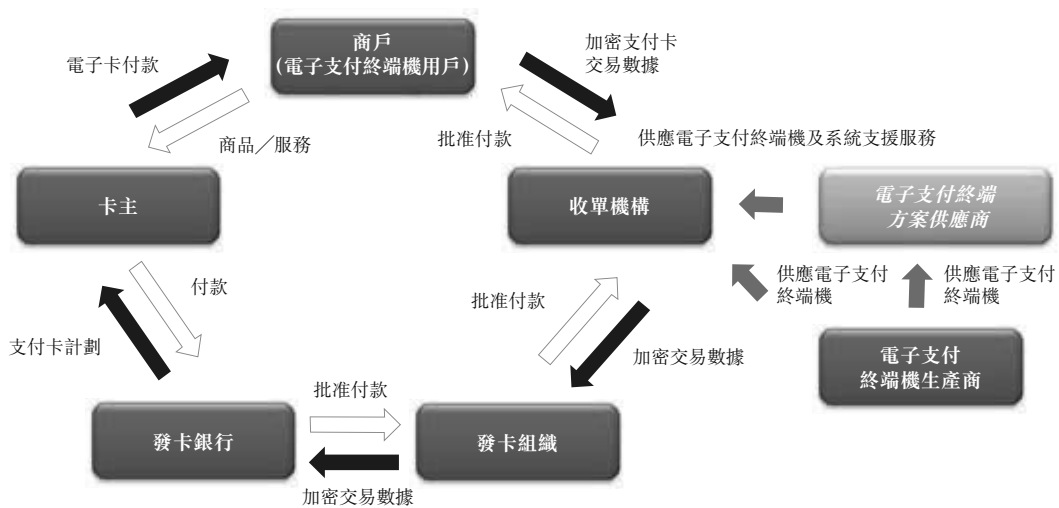 商戶
(電子支付終端機用戶)
電子卡付款
加密支付卡
交易數據
商品／服務
批准付款
供應電子支付終端機及系統支援服務
卡主
收單機構
電子支付終端
方案供應商
付款
批准付款
供應電子支付
終端機
供應電子支付
終端機
支付卡計劃
加密交易數據
電子支付
終端機生產商
批准付款
發卡銀行
發卡組織
加密交易數據